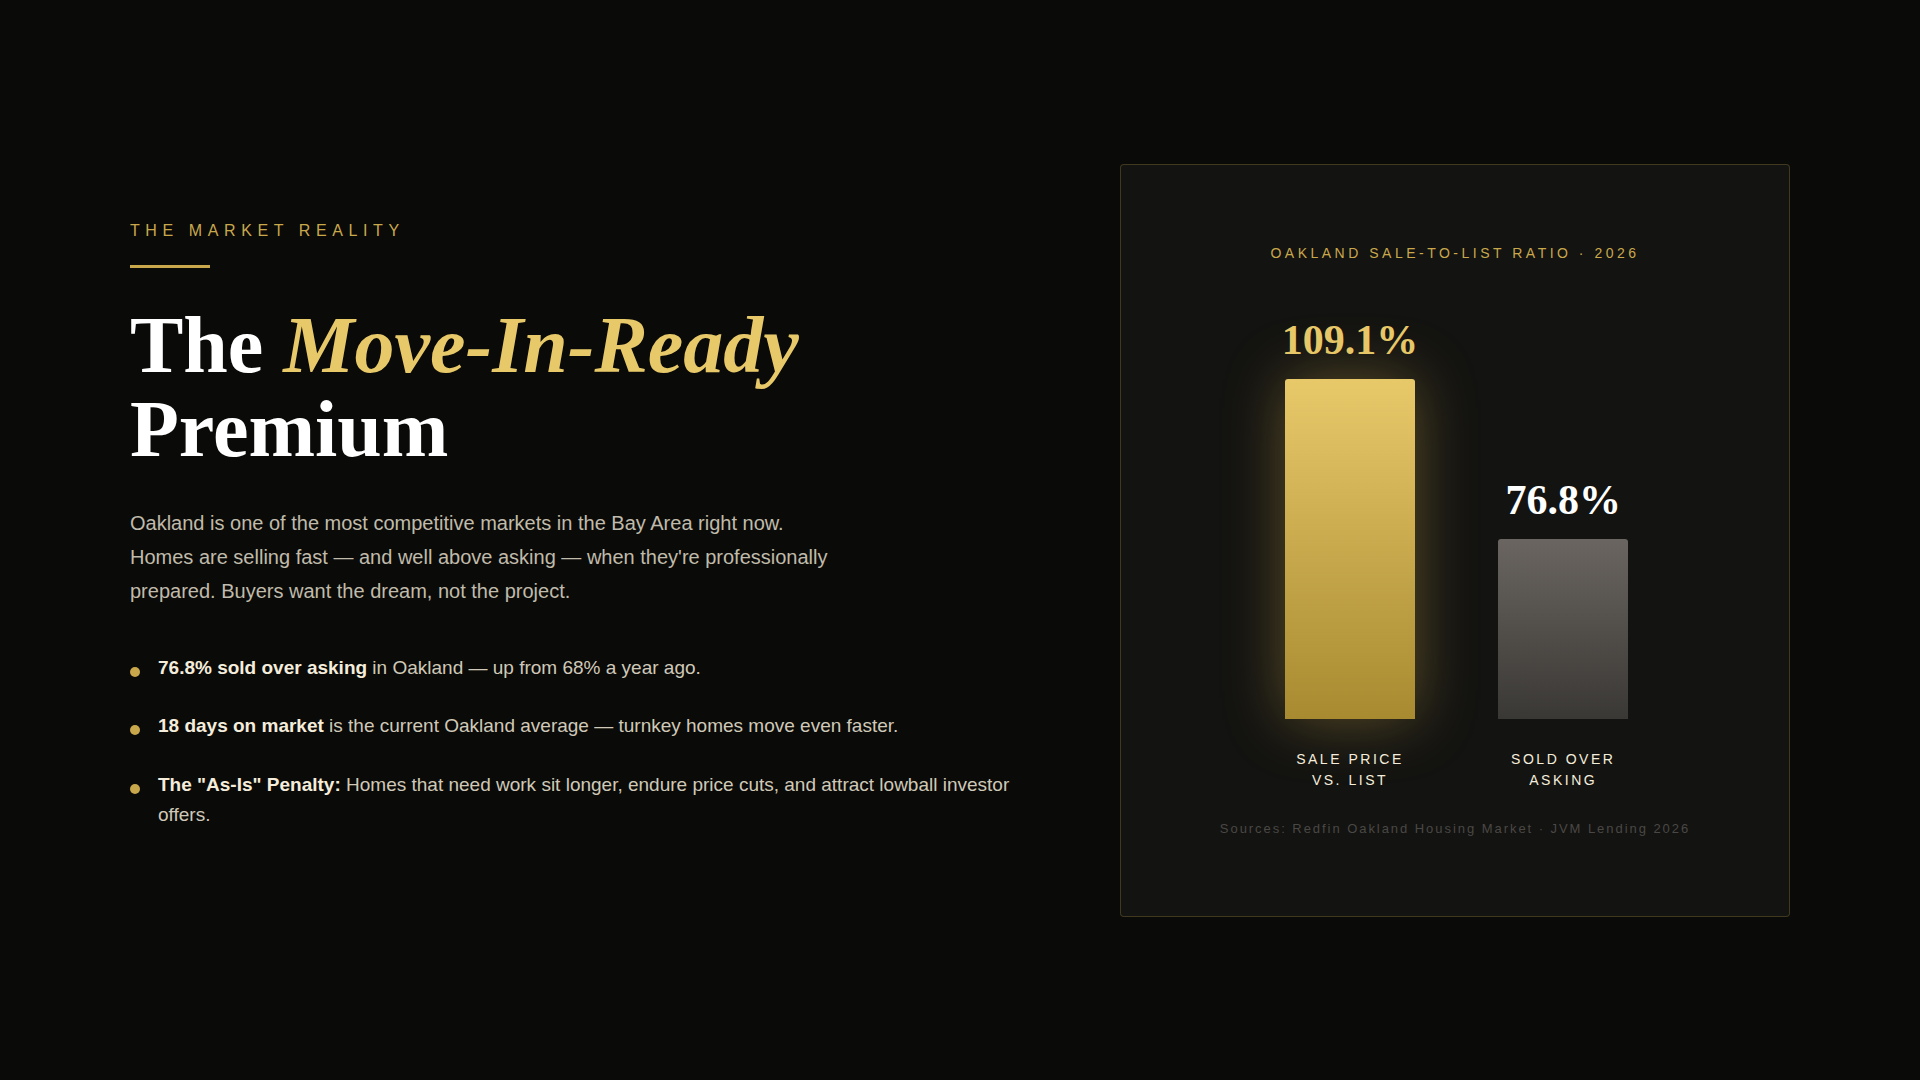 THE MARKET REALITY
The Move-In-Ready
Premium
Oakland is one of the most competitive markets in the Bay Area right now.
Homes are selling fast — and well above asking — when they're professionally
prepared. Buyers want the dream, not the project.
76.8% sold over asking in Oakland — up from 68% a year ago.
18 days on market is the current Oakland average — turnkey homes move even faster.
The "As-Is" Penalty: Homes that need work sit longer, endure price cuts, and attract lowball investor
offers.
OAKLAND SALE-TO-LIST RATIO · 2026
109.1%
76.8%
SALE PRICE
VS. LIST
SOLD OVER
ASKING
Sources: Redfin Oakland Housing Market · JVM Lending 2026